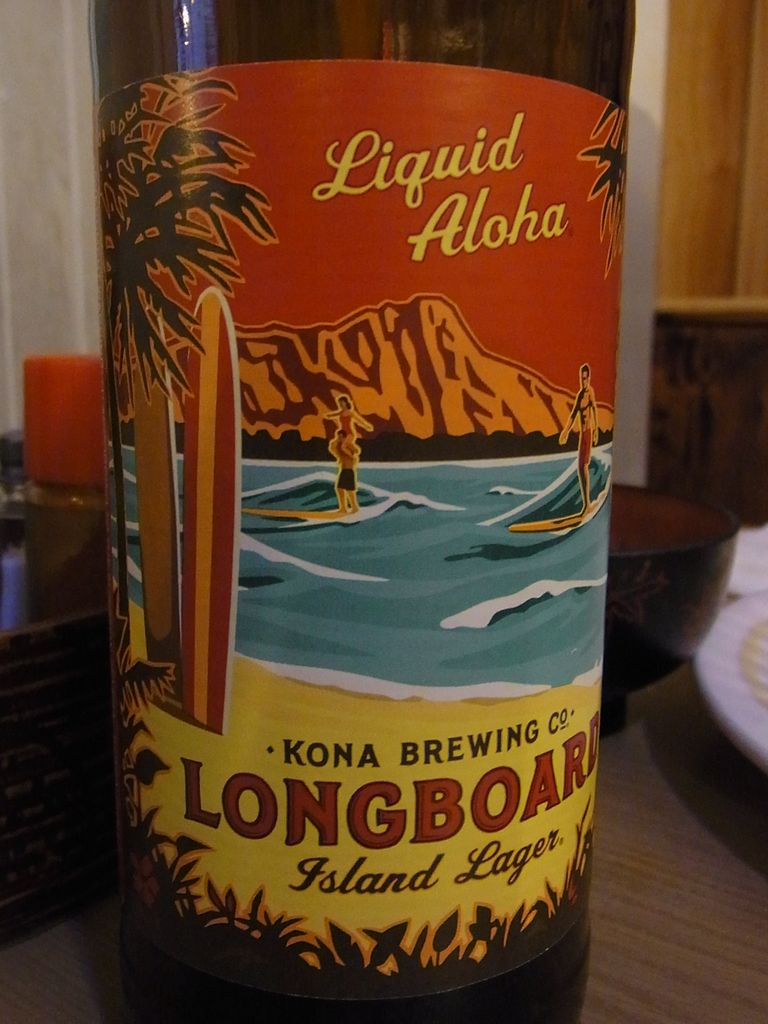 Liquid
Aloha
·KONA BREWING CO.·
LONGBOARD
Island Lager.